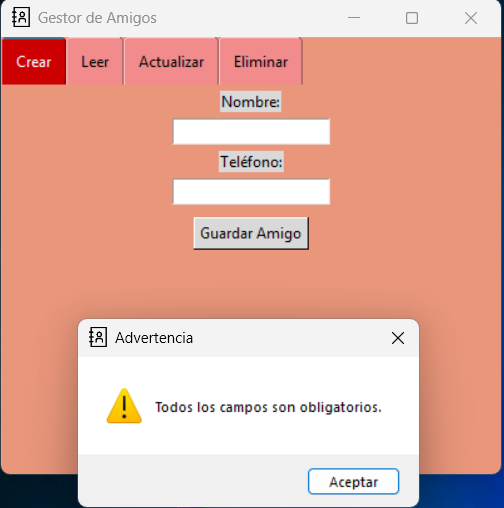 Gestor de Amigos
Crear Leer Actualizar Eliminar
Nombre:
Teléfono:
Guardar Amigo
Advertencia
Todos los campos son obligatorios.
Aceptar